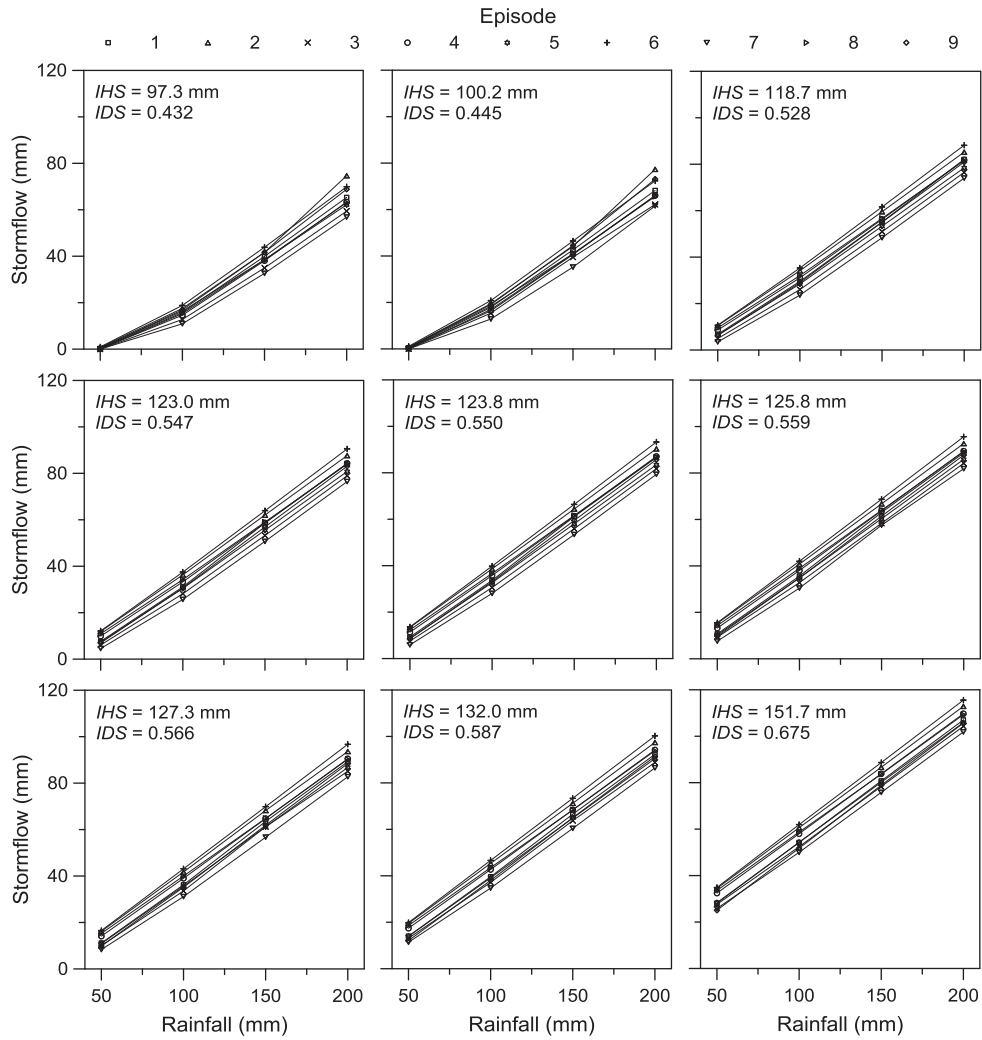 Episode
1 2 3 4 5 6 7 8 9
120 IHS = 97.3 mm IHS = 100.2 mm IHS = 118.7 mm
IDS = 0.432 IDS = 0.445 IDS = 0.528
80
Stormflow (mm)
40
0
120 IHS = 123.0 mm IHS = 123.8 mm IHS = 125.8 mm
IDS = 0.547 IDS = 0.550 IDS = 0.559
80
Stormflow (mm)
40
0
120 IHS = 127.3 mm IHS = 132.0 mm IHS = 151.7 mm
IDS = 0.566 IDS = 0.587 IDS = 0.675
80
Stormflow (mm)
40
0
50 100 150 200 50 100 150 200 50 100 150 200
Rainfall (mm) Rainfall (mm) Rainfall (mm)